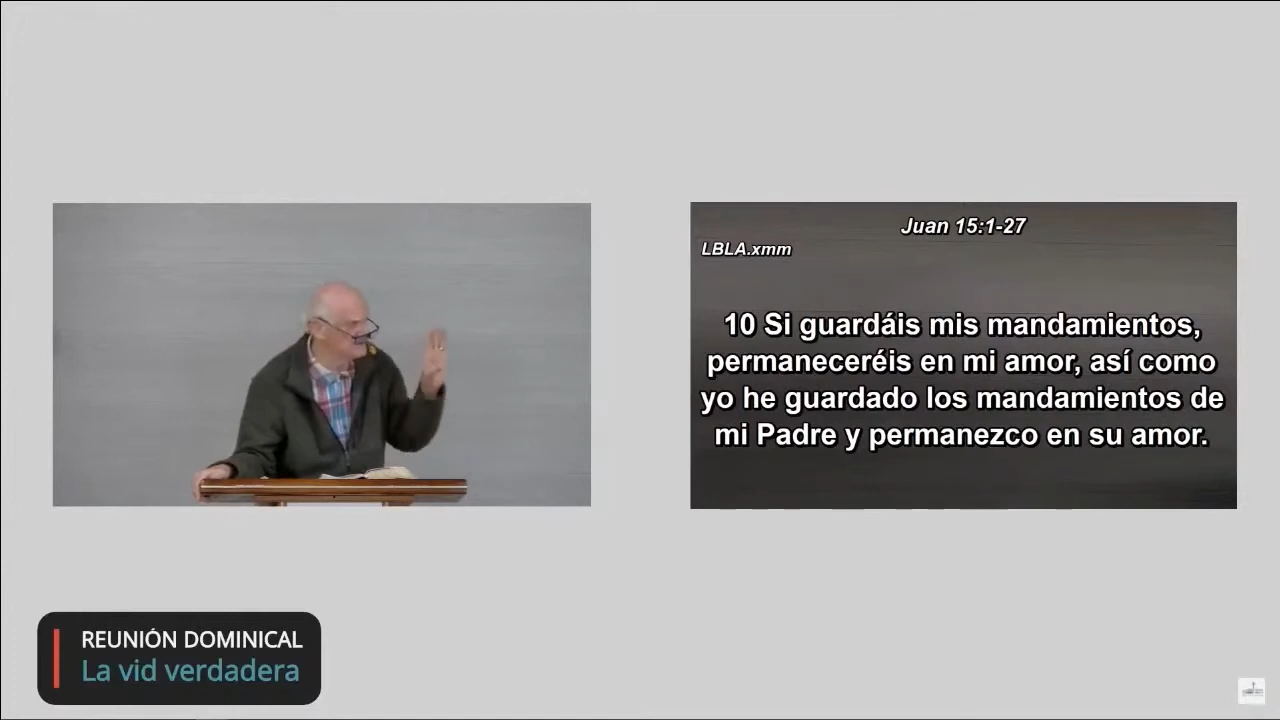 Juan 15:1-27
LBLA.xmm
10 Si guardáis mis mandamientos,
permaneceréis en mi amor, así como
yo he guardado los mandamientos de
mi Padre y permanezco en su amor.
REUNIÓN DOMINICAL
La vid verdadera